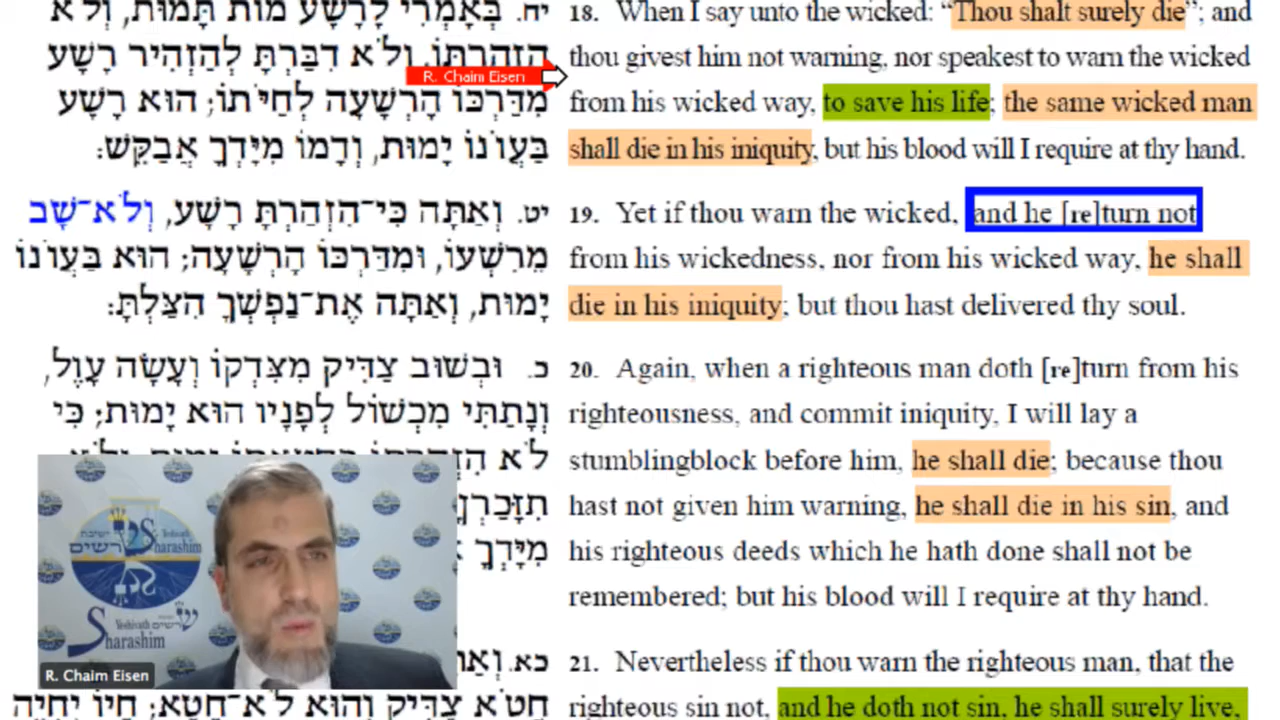 יח. בְּאָמְרִי לָרָשָׁע מוֹת תָּמוּת, וְלֹא
הִזְהַרְתּוֹ, וְלֹא דִבַּרְתָּ לְהַזְהִיר רָשָׁע
מִדַּרְכּוֹ הָרְשָׁעָה לְחַיֹּתוֹ; הוּא רָשָׁע
בַּעֲו‍ֹנוֹ יָמוּת, וְדָמוֹ מִיָּדְךָ אֲבַקֵּשׁ:
יט. וְאַתָּה כִּי־הִזְהַרְתָּ רָשָׁע, וְלֹא־שָׁב
מֵרִשְׁעוֹ, וּמִדַּרְכּוֹ הָרְשָׁעָה; הוּא בַּעֲו‍ֹנוֹ
יָמוּת, וְאַתָּה אֶת־נַפְשְׁךָ הִצַּלְתָּ:
כ. וּבְשׁוּב צַדִּיק מִצִּדְקוֹ וְעָשָׂה עָוֶל,
וְנָתַתִּי מִכְשׁוֹל לְפָנָיו הוּא יָמוּת; כִּי
לֹא
תִזָּכַרְןָ
מִיָּדְךָ
כא.
חֲטֹא צַדִּיק וְהוּא לֹא־חָטָא; חָיוֹ יִחְיֶה
18. When I say unto the wicked: “Thou shalt surely die”; and
thou givest him not warning, nor speakest to warn the wicked
from his wicked way, to save his life; the same wicked man
shall die in his iniquity, but his blood will I require at thy hand.
19. Yet if thou warn the wicked, and he [re]turn not
from his wickedness, nor from his wicked way, he shall
die in his iniquity; but thou hast delivered thy soul.
20. Again, when a righteous man doth [re]turn from his
righteousness, and commit iniquity, I will lay a
stumblingblock before him, he shall die; because thou
hast not given him warning, he shall die in his sin, and
his righteous deeds which he hath done shall not be
remembered; but his blood will I require at thy hand.
21. Nevertheless if thou warn the righteous man, that the
righteous sin not, and he doth not sin, he shall surely live,
R. Chaim Eisen
ישיבת שרשים
Yeshivath Sharashim
Yeshivath
Sharashim
R. Chaim Eisen